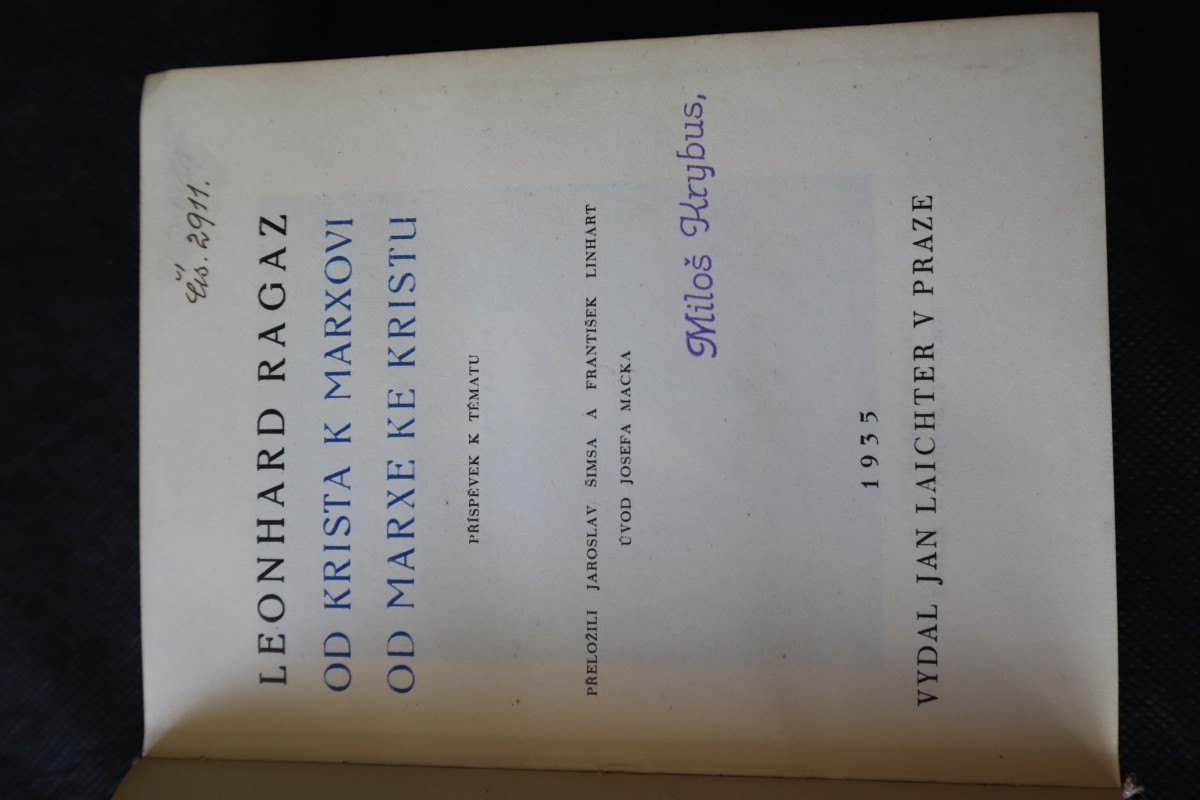 Čís. 2911.
LEONHARD RAGAZ
OD KRISTA K MARXOVI
OD MARXE KE KRISTU
PŘÍSPĚVEK K TÉMATU
PŘELOŽILI JAROSLAV ŠIMSA A FRANTIŠEK LINHART
ÚVOD JOSEFA MACKA
Miloš Krybus,
1935
VYDAL JAN LAICHTER V PRAZE